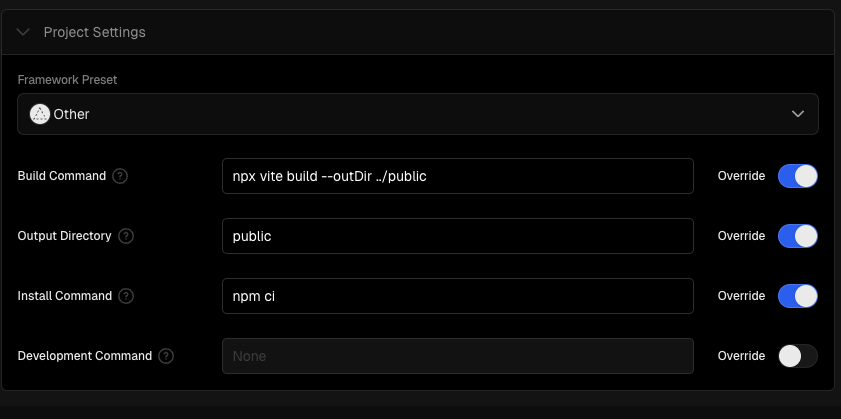 Project Settings
Framework Preset
Other
Build Command ? npx vite build --outDir ../public Override
Output Directory ? public Override
Install Command ? npm ci Override
Development Command ? None Override